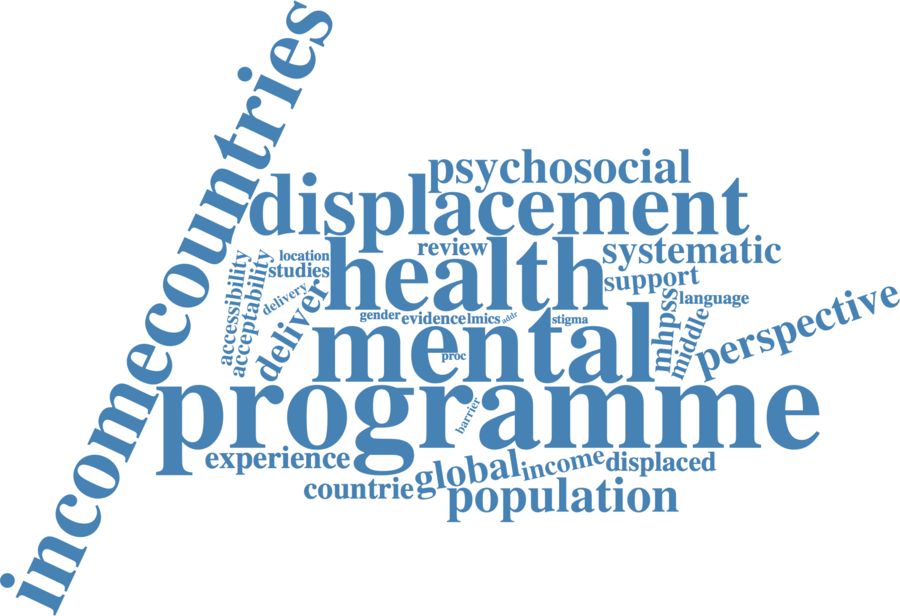 incomecountries
psychosocial
displacement
review
systematic
location
health
studies
support
accessibility
acceptability
delivery
deliver
language
mhpss
middle
perspective
gender
evidence
lmics
addr
stigma
mental
proc
programme
barrier
experience
global
income
displaced
countrie
population